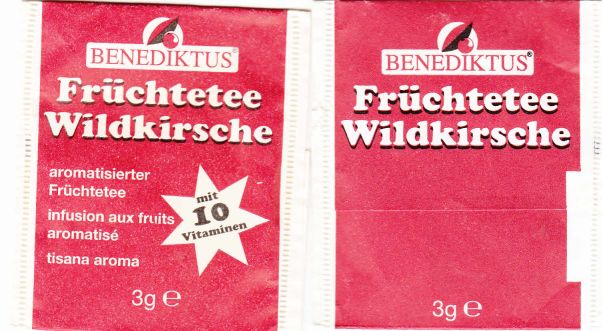 BENEDIKTUS®
Früchtetee
Wildkirsche
aromatisierter
Früchtetee
infusion aux fruits
aromatisé
tisana aroma
mit
10
Vitaminen
3g ℮
BENEDIKTUS®
Früchtetee
Wildkirsche
3g ℮